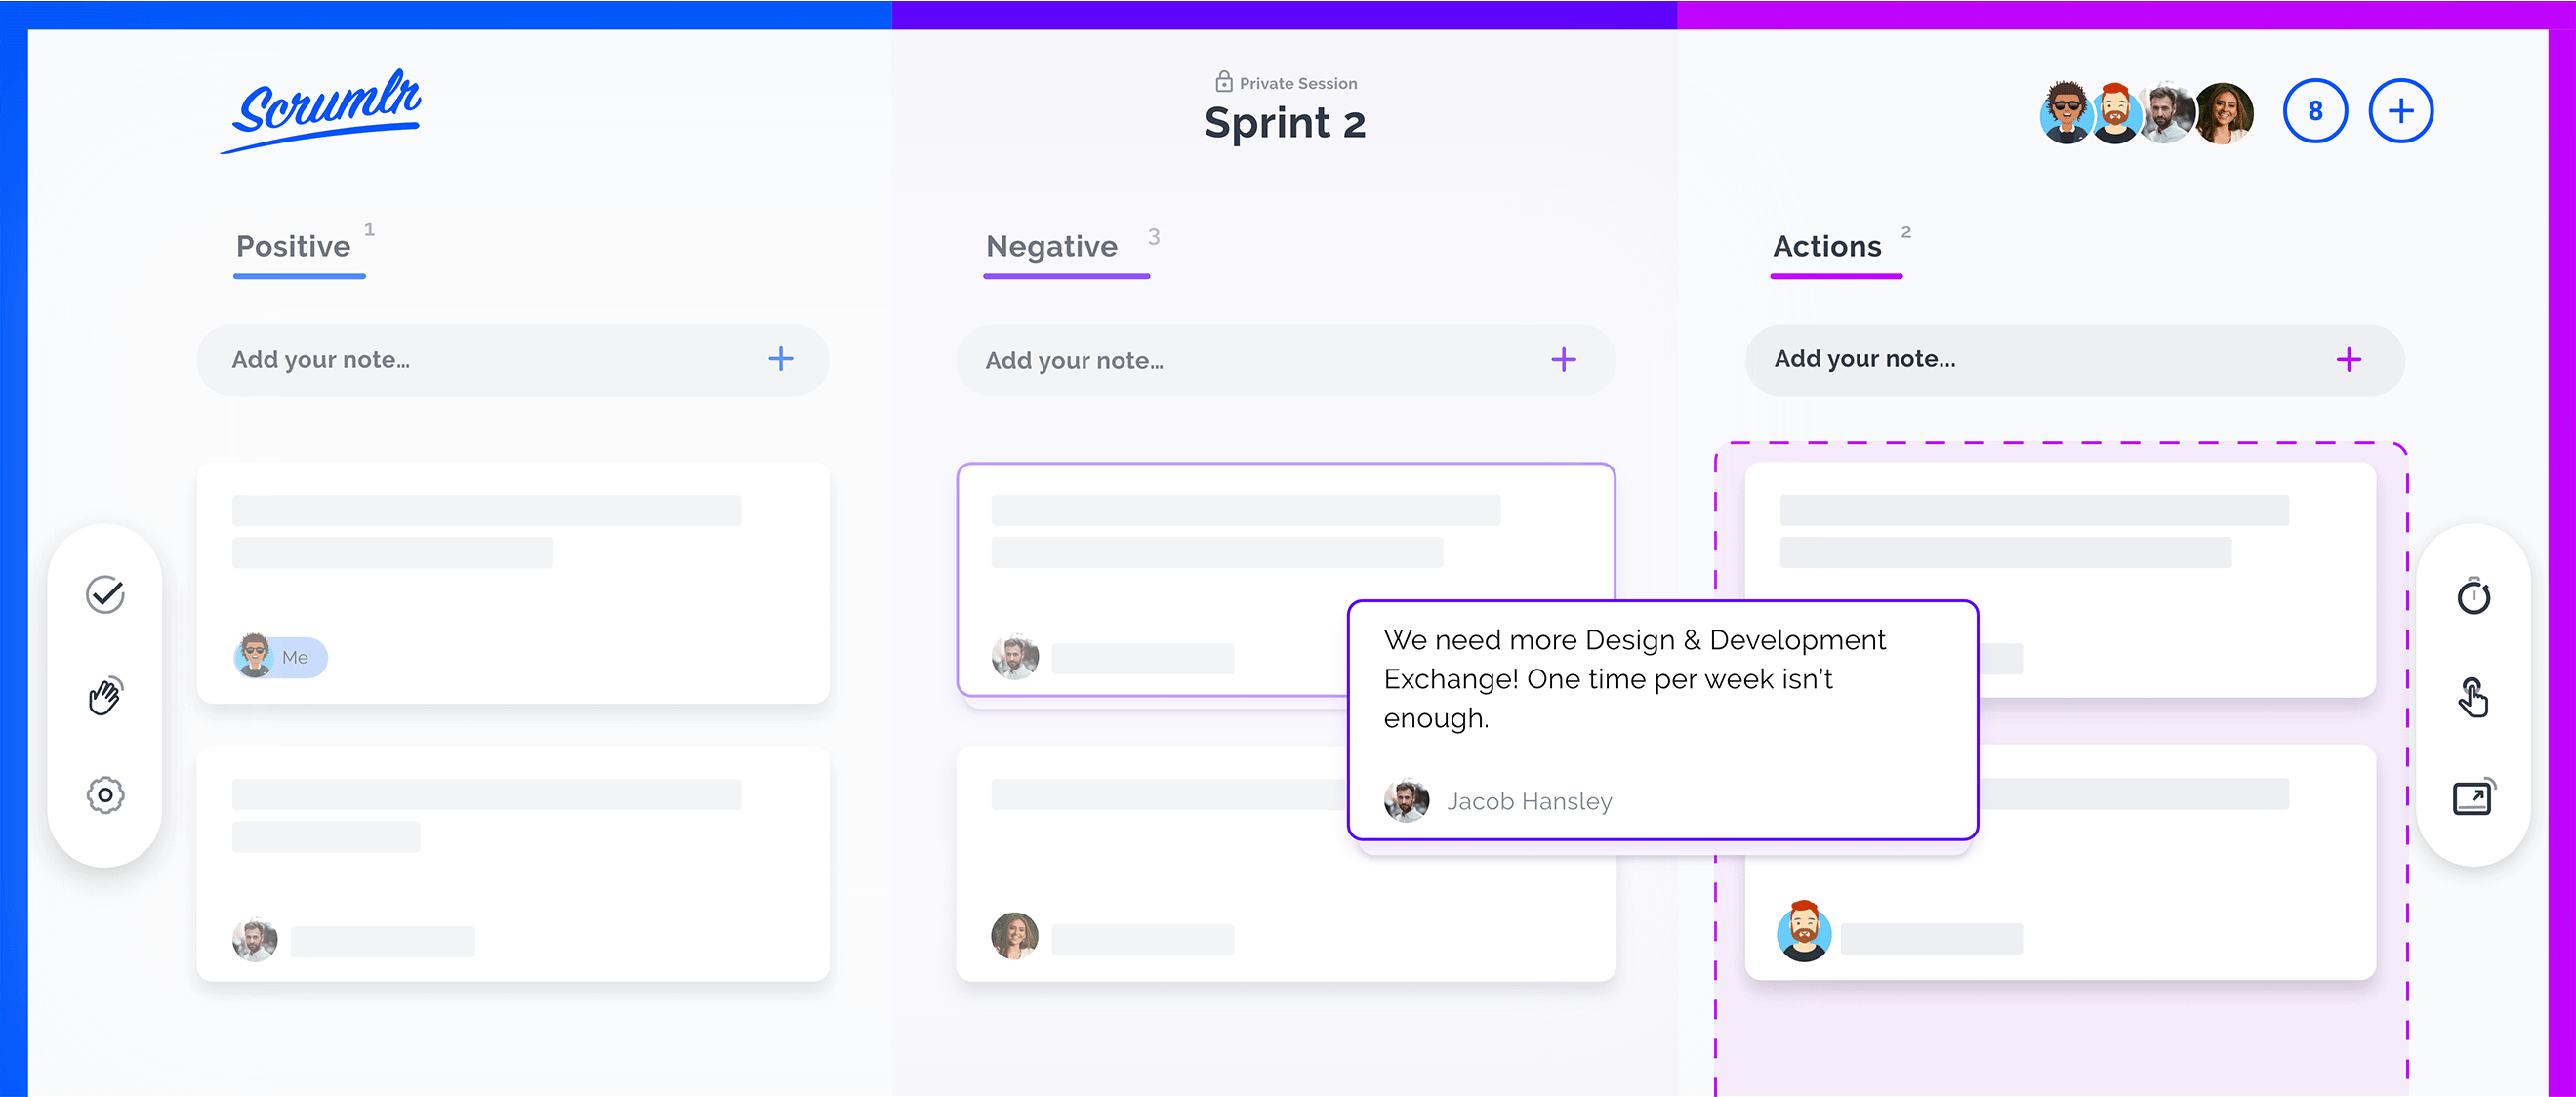 Scrumlr
Private Session
Sprint 2
8
Positive 1
Negative 3
Actions 2
Add your note...
Add your note...
Add your note...
Me
We need more Design & Development
Exchange! One time per week isn’t
enough.
Jacob Hansley